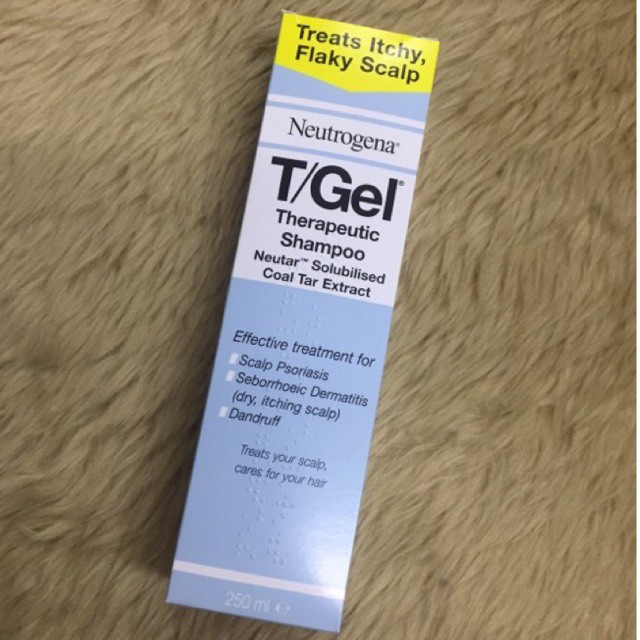 Treats Itchy,
Flaky Scalp
Neutrogena®
T/Gel®
Therapeutic
Shampoo
Neutar™ Solubilised
Coal Tar Extract
Effective treatment for
Scalp Psoriasis
Seborrhoeic Dermatitis
(dry, itching scalp)
Dandruff
Treats your scalp,
cares for your hair
250 ml ℮